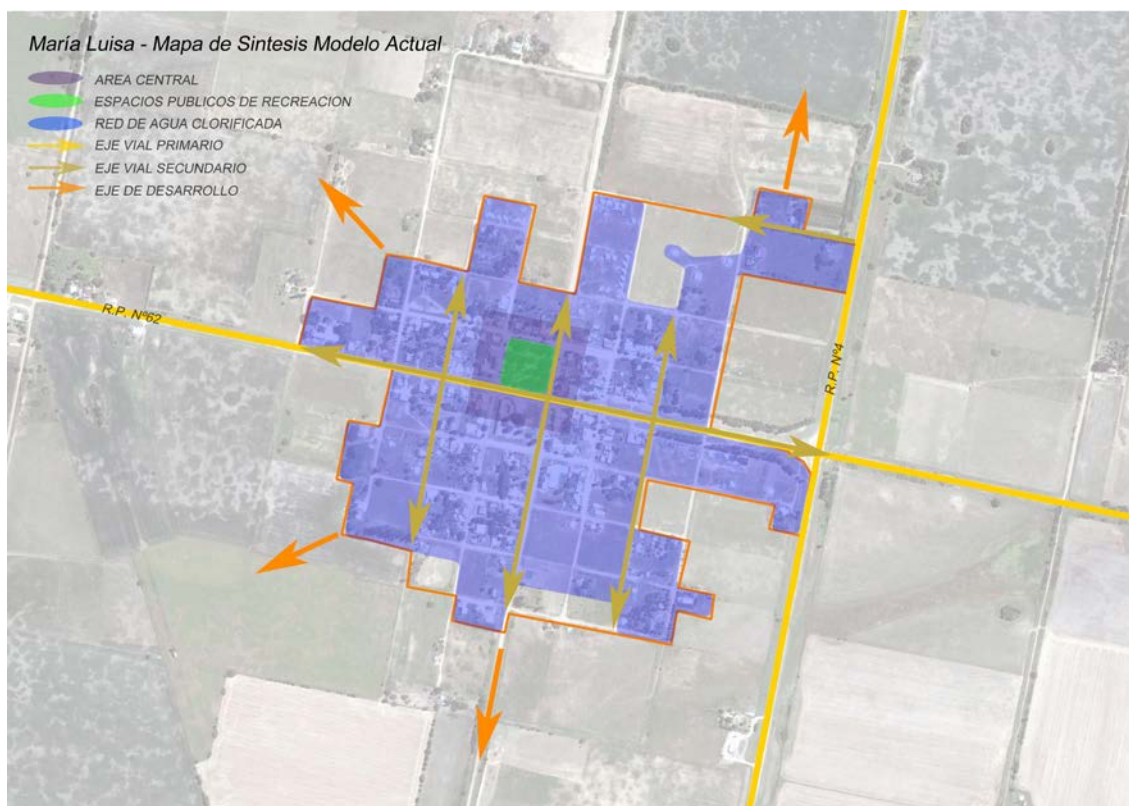 María Luisa - Mapa de Sintesis Modelo Actual
AREA CENTRAL
ESPACIOS PUBLICOS DE RECREACION
RED DE AGUA CLORIFICADA
EJE VIAL PRIMARIO
EJE VIAL SECUNDARIO
EJE DE DESARROLLO
R.P. Nº62
R.P. Nº4